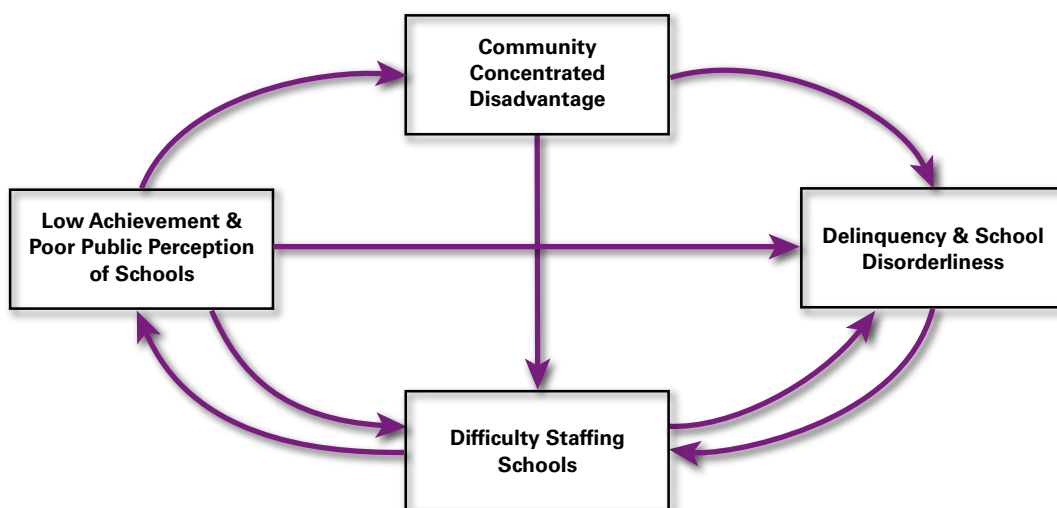 Community
Concentrated
Disadvantage
Low Achievement &
Poor Public Perception
of Schools
Delinquency & School
Disorderliness
Difficulty Staffing
Schools